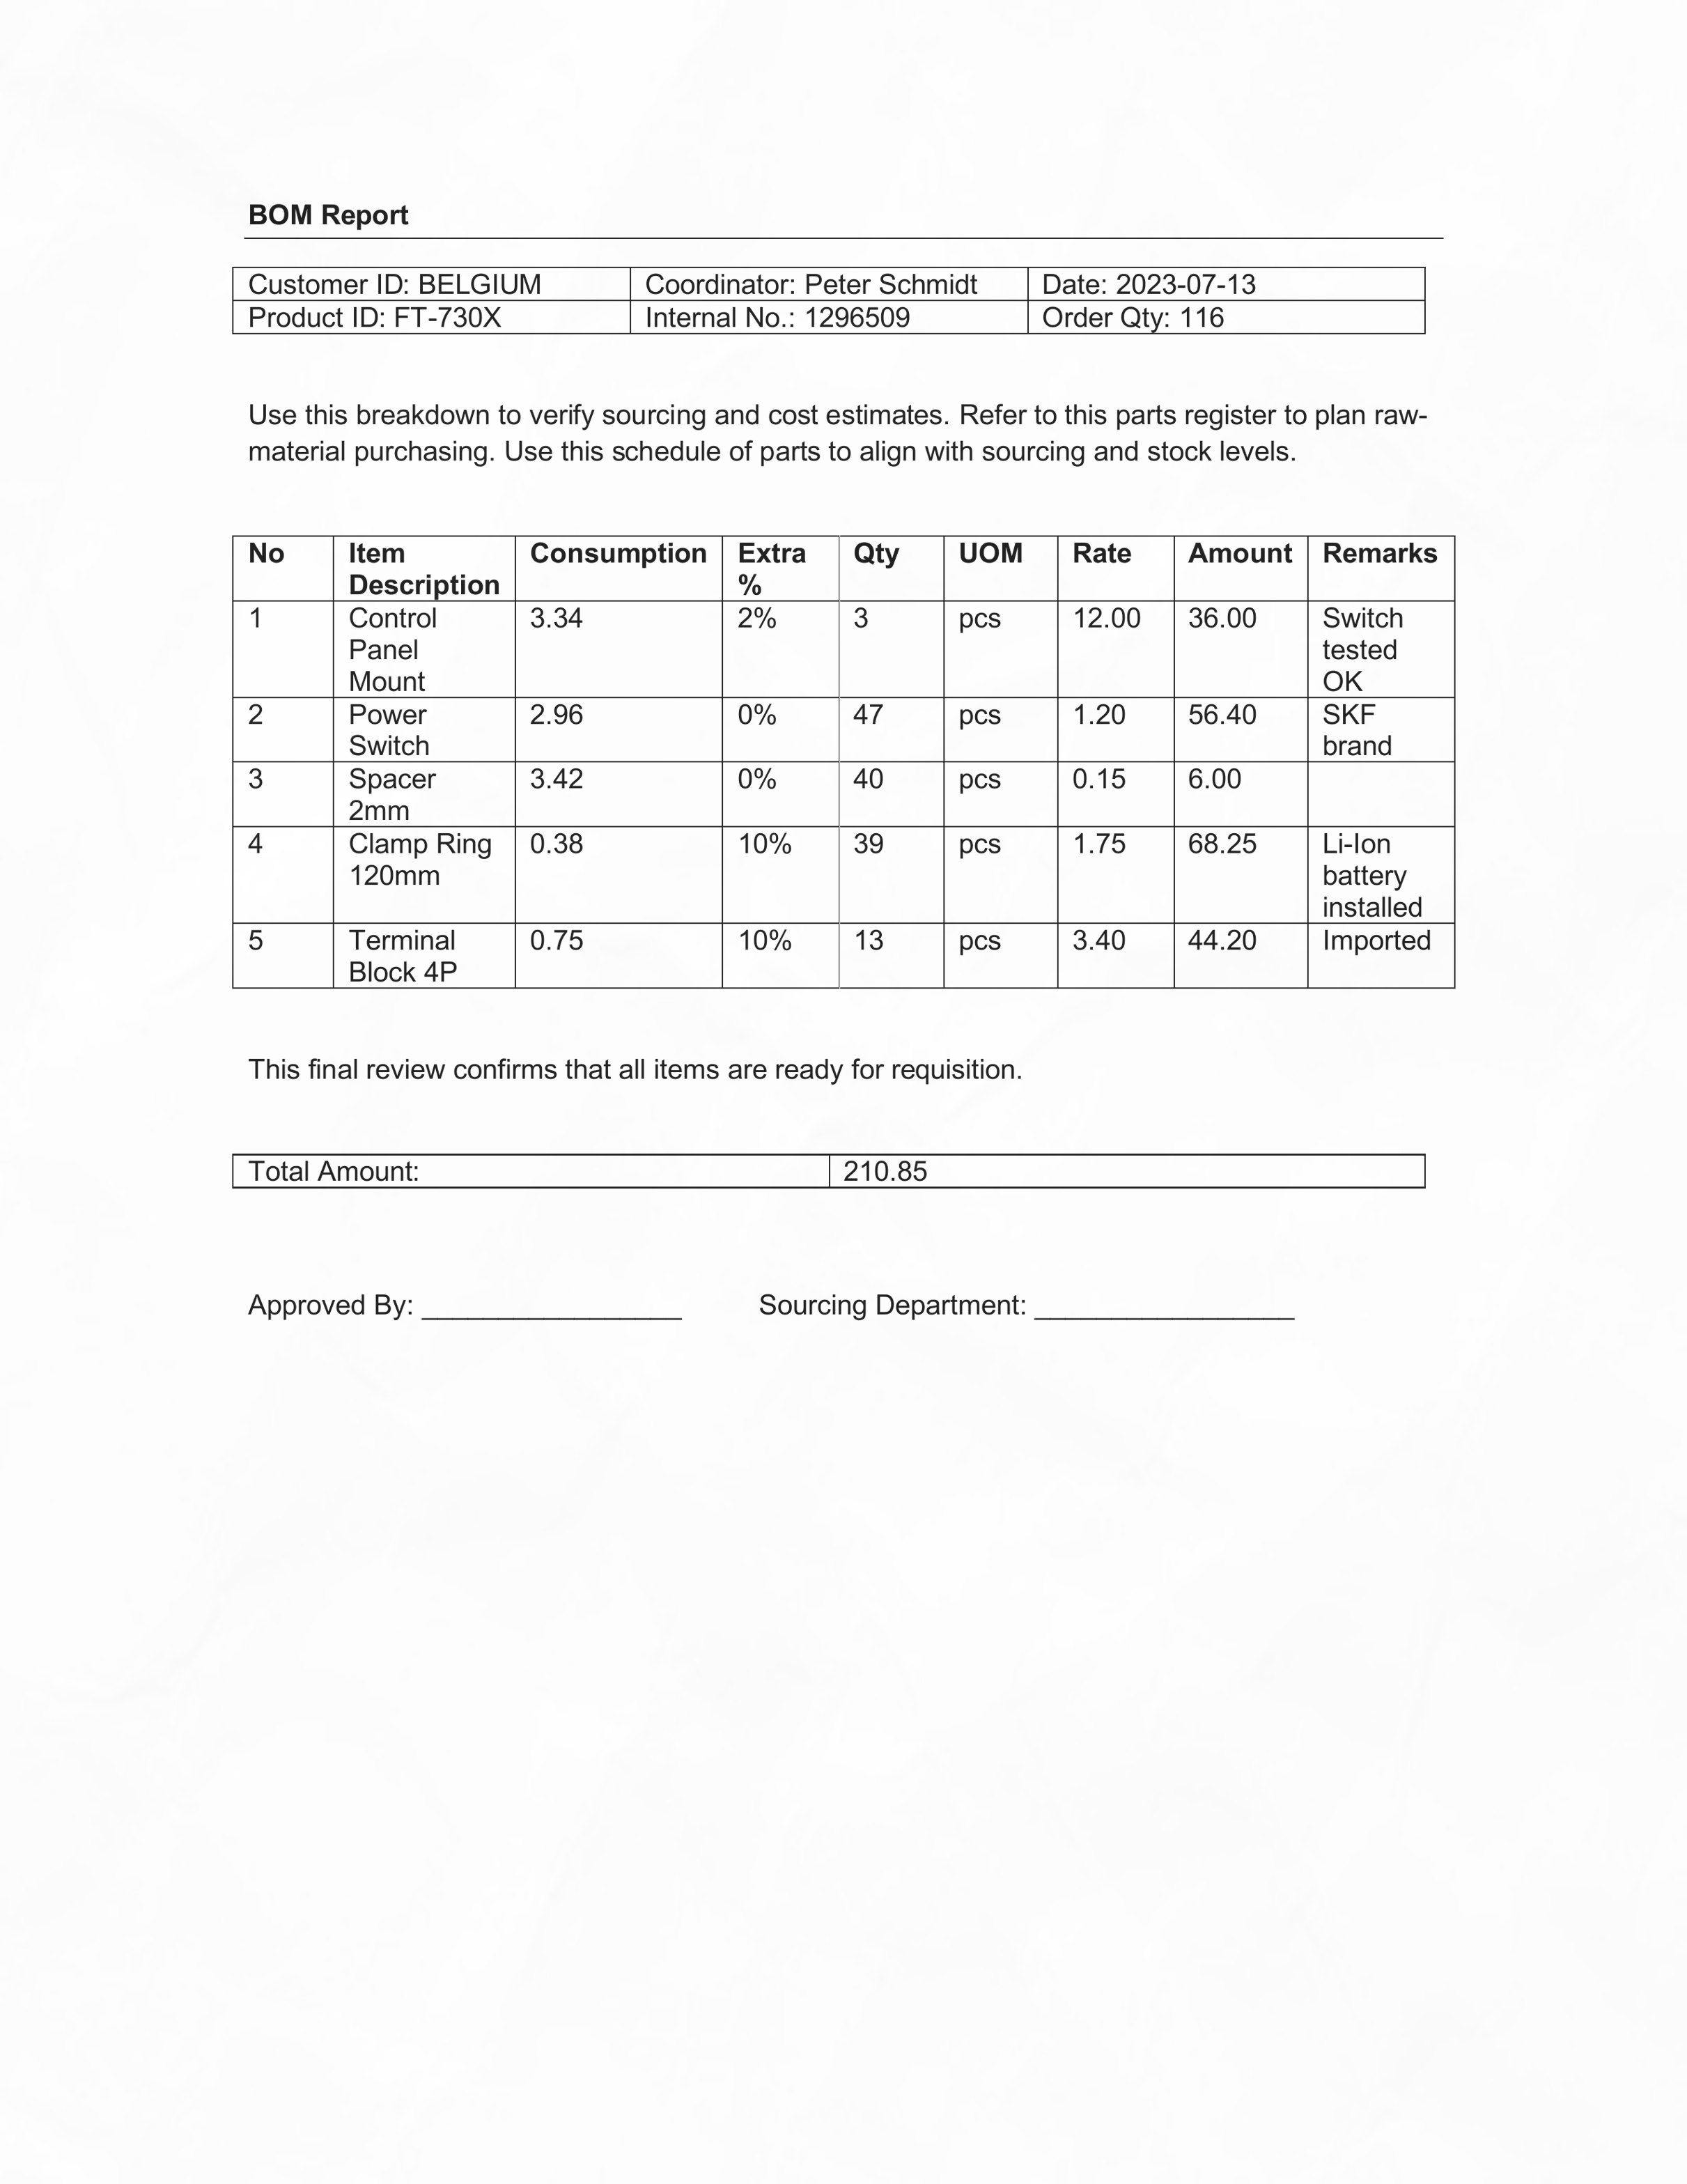 BOM Report
Customer ID: BELGIUM Coordinator: Peter Schmidt Date: 2023-07-13
Product ID: FT-730X Internal No.: 1296509 Order Qty: 116
Use this breakdown to verify sourcing and cost estimates. Refer to this parts register to plan raw-
material purchasing. Use this schedule of parts to align with sourcing and stock levels.
No Item Description Consumption Extra % Qty UOM Rate Amount Remarks
1 Control Panel Mount 3.34 2% 3 pcs 12.00 36.00 Switch tested OK
2 Power Switch 2.96 0% 47 pcs 1.20 56.40 SKF brand
3 Spacer 2mm 3.42 0% 40 pcs 0.15 6.00
4 Clamp Ring 120mm 0.38 10% 39 pcs 1.75 68.25 Li-Ion battery installed
5 Terminal Block 4P 0.75 10% 13 pcs 3.40 44.20 Imported
This final review confirms that all items are ready for requisition.
Total Amount: 210.85
Approved By: _________________ Sourcing Department: _________________